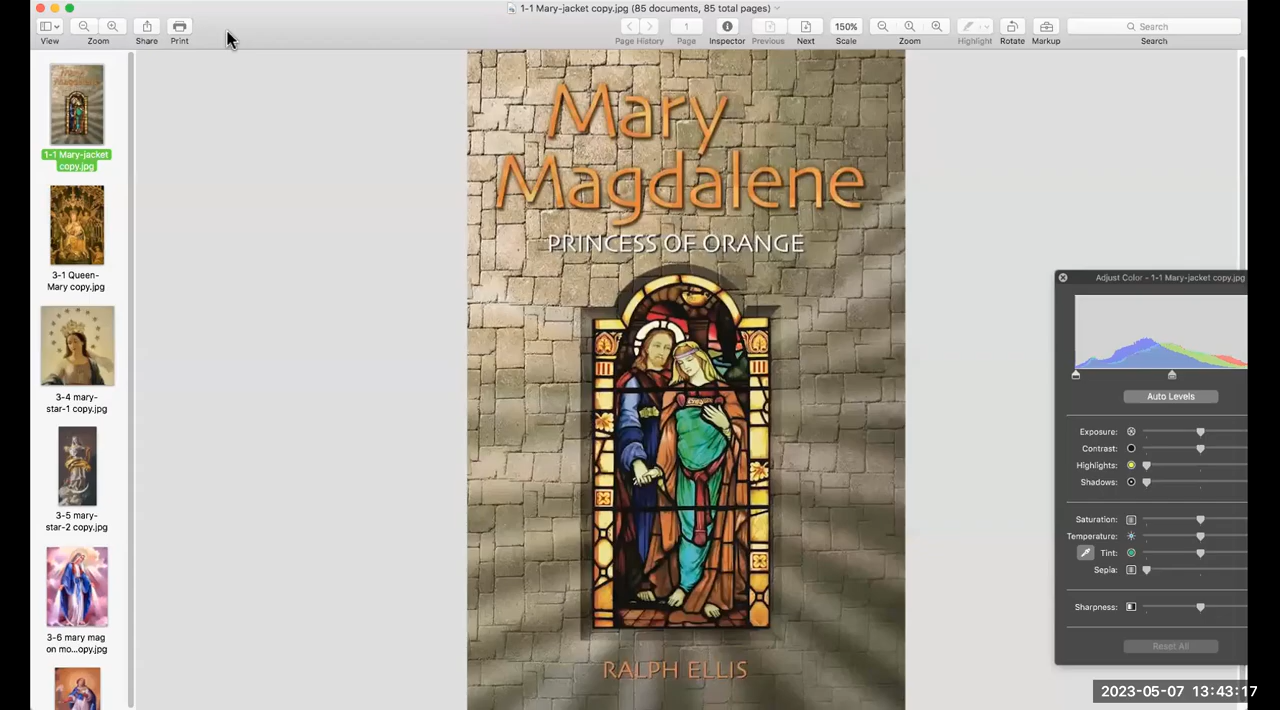 1-1 Mary-jacket copy.jpg (85 documents, 85 total pages)
150%
1
Search
View
Zoom
Share
Print
Page History
Page
Inspector
Previous
Next
Scale
Zoom
Highlight
Rotate
Markup
Search
1-1 Mary-jacket
copy.jpg
3-1 Queen-
Mary copy.jpg
3-4 mary-
star-1 copy.jpg
3-5 mary-
star-2 copy.jpg
3-6 mary mag
on mo...opy.jpg
Mary
Magdalene
PRINCESS OF ORANGE
RALPH ELLIS
Adjust Color - 1-1 Mary-jacket copy.jpg
Auto Levels
Exposure:
Contrast:
Highlights:
Shadows:
Saturation:
Temperature:
Tint:
Sepia:
Sharpness:
Reset All
2023-05-07 13:43:17